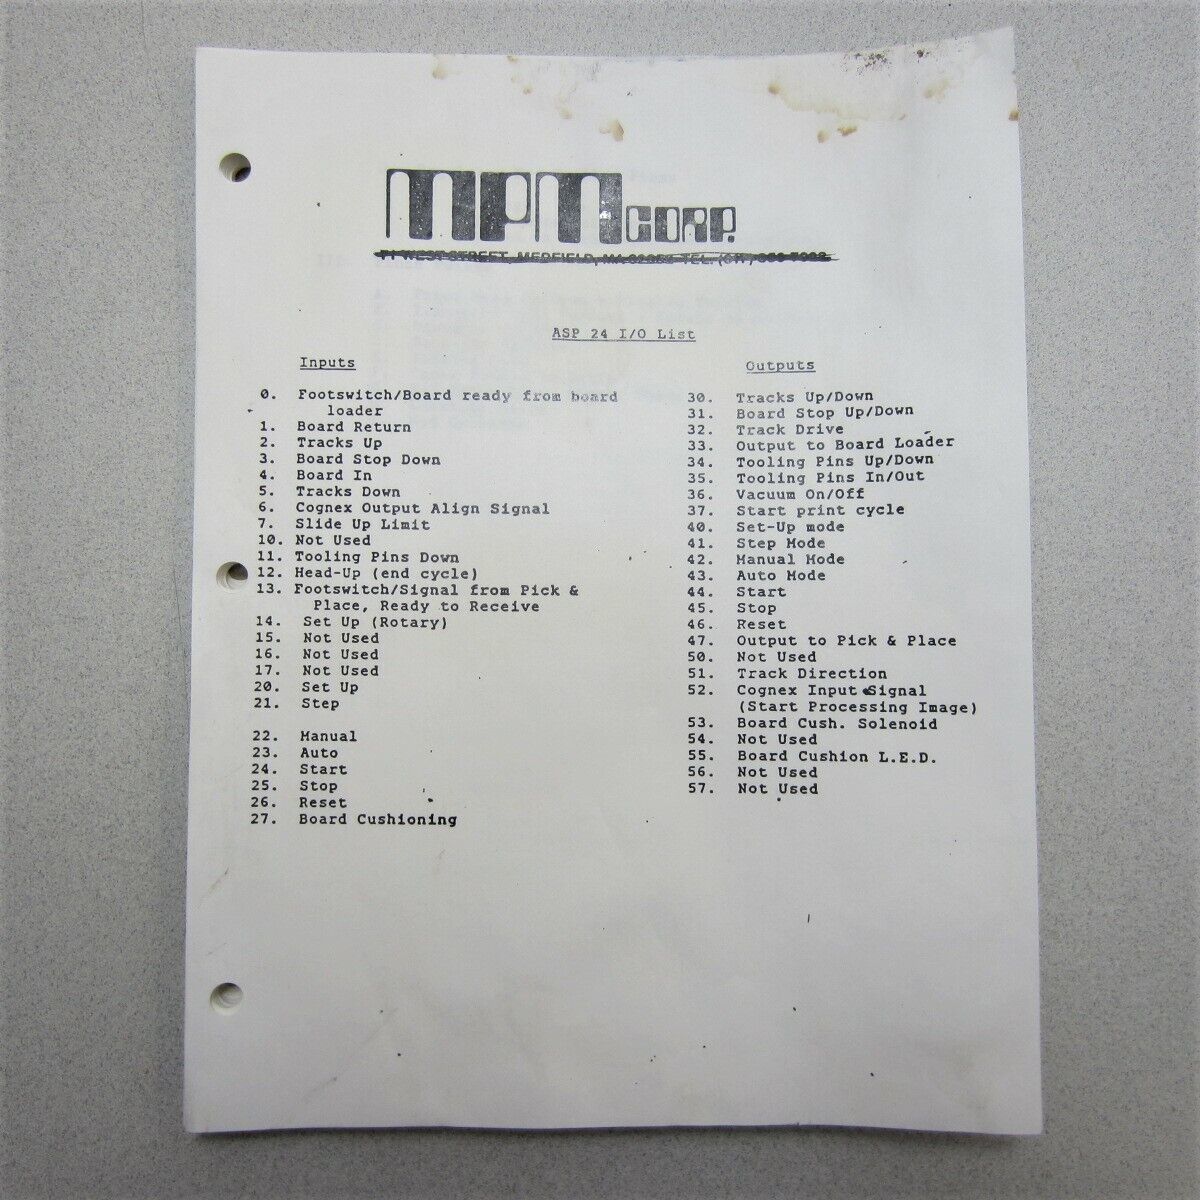 MPM CORP.
71 WEST STREET, MEDFIELD, MA TEL.
ASP 24 I/O List
Inputs
0. Footswitch/Board ready from board
loader
1. Board Return
2. Tracks Up
3. Board Stop Down
4. Board In
5. Tracks Down
6. Cognex Output Align Signal
7. Slide Up Limit
10. Not Used
11. Tooling Pins Down
12. Head-Up (end cycle)
13. Footswitch/Signal from Pick &
Place, Ready to Receive
14. Set Up (Rotary)
15. Not Used
16. Not Used
17. Not Used
20. Set Up
21. Step
22. Manual
23. Auto
24. Start
25. Stop
26. Reset
27. Board Cushioning
Outputs
30. Tracks Up/Down
31. Board Stop Up/Down
32. Track Drive
33. Output to Board Loader
34. Tooling Pins Up/Down
35. Tooling Pins In/Out
36. Vacuum On/Off
37. Start print cycle
40. Set-Up mode
41. Step Mode
42. Manual Mode
43. Auto Mode
44. Start
45. Stop
46. Reset
47. Output to Pick & Place
50. Not Used
51. Track Direction
52. Cognex Input Signal
(Start Processing Image)
53. Board Cush. Solenoid
54. Not Used
55. Board Cushion L.E.D.
56. Not Used
57. Not Used